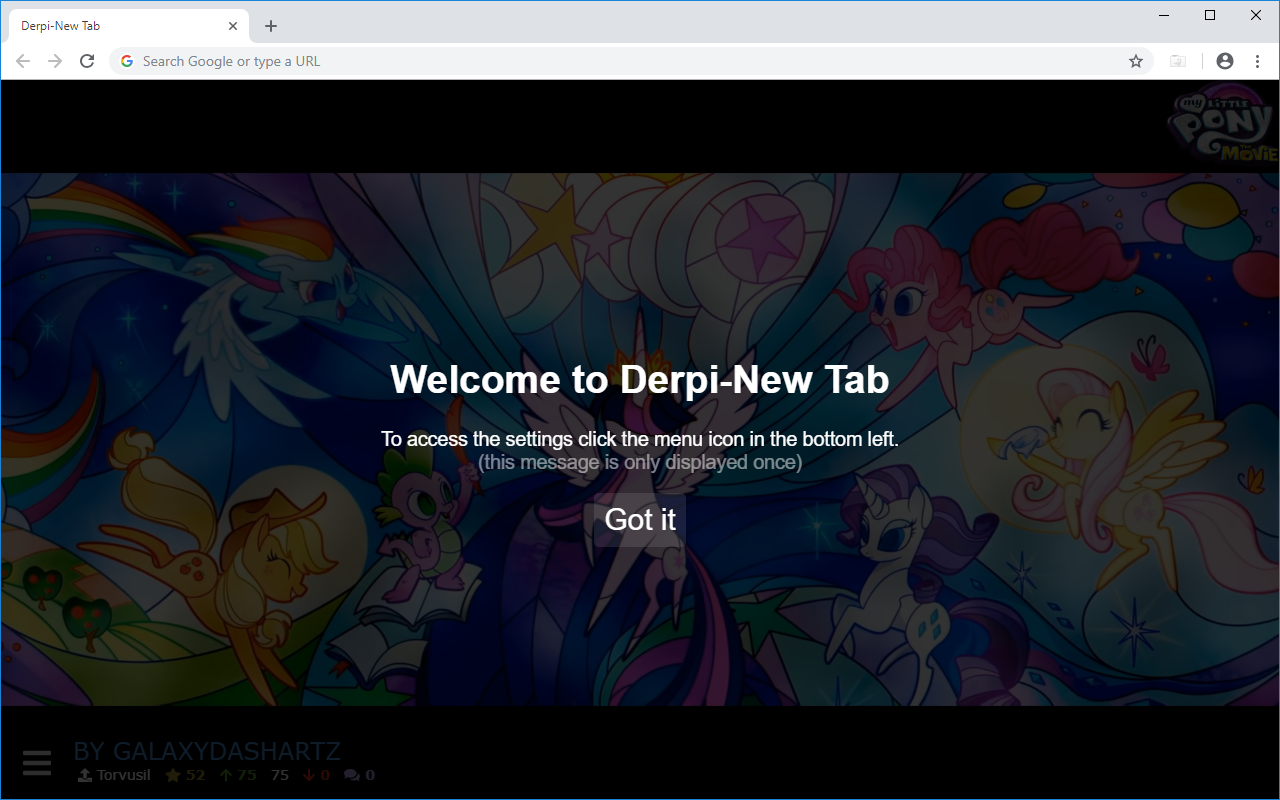 Derpi-New Tab
Search Google or type a URL
my LITTLE
PONY
THE
MOVIE
Welcome to Derpi-New Tab
To access the settings click the menu icon in the bottom left.
(this message is only displayed once)
Got it
BY GALAXYDASHARTZ
Torvusil 52 75 75 0 0